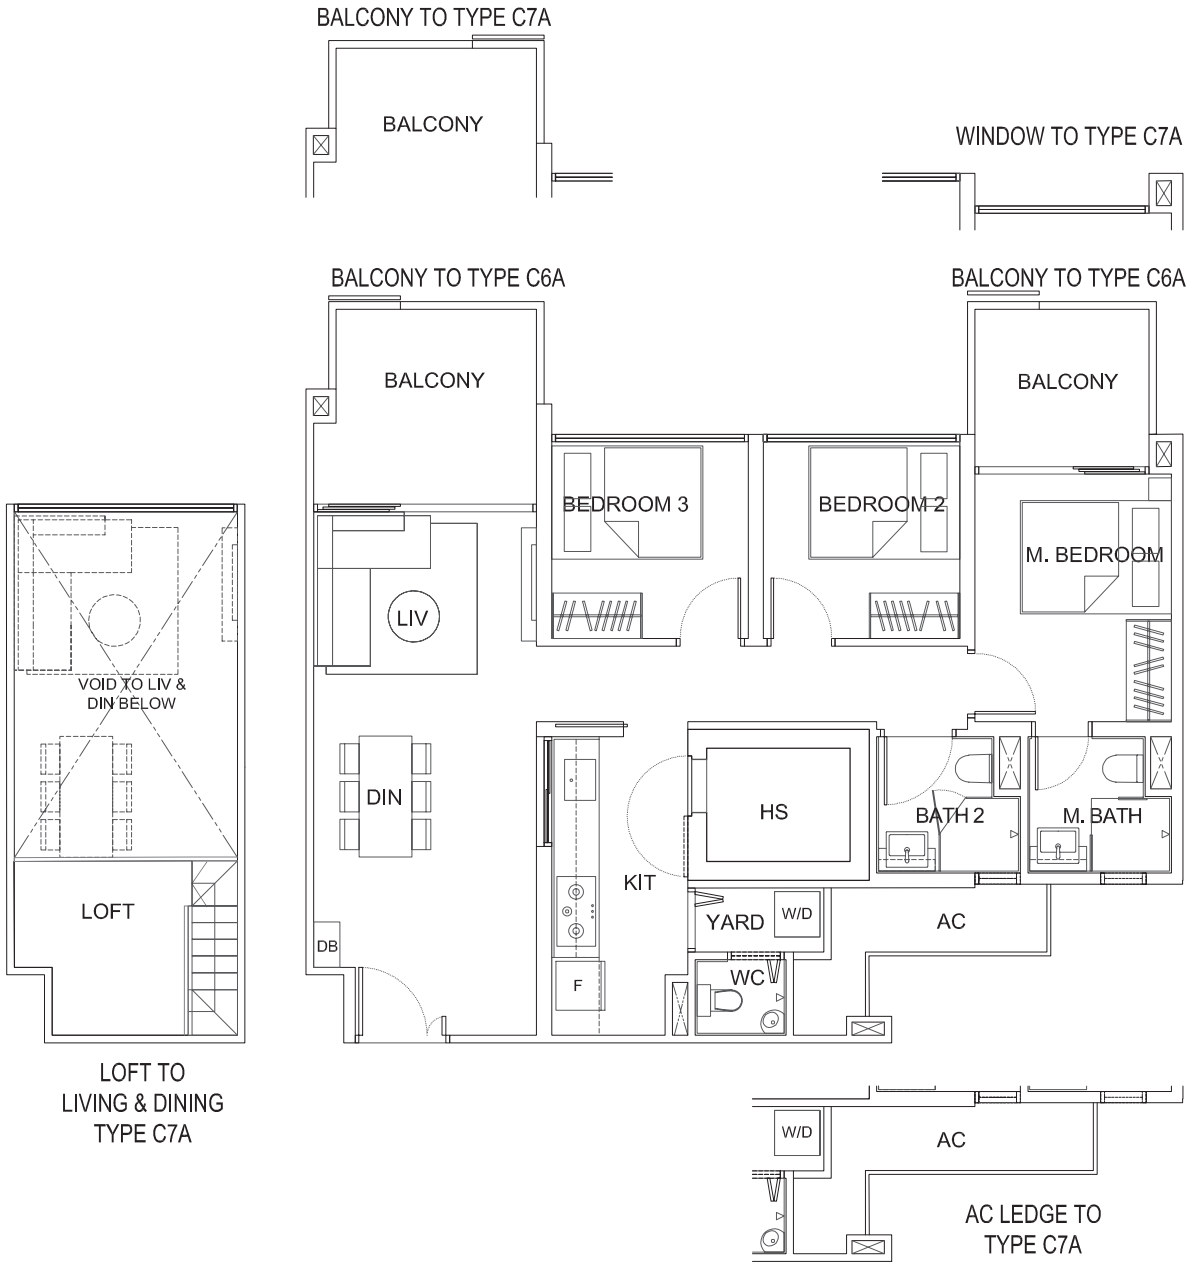 BALCONY TO TYPE C7A
BALCONY
WINDOW TO TYPE C7A
BALCONY TO TYPE C6A
BALCONY TO TYPE C6A
BALCONY
BALCONY
BEDROOM 3
BEDROOM 2
M. BEDROOM
LIV
VOID TO LIV &
DIN BELOW
DIN
HS
BATH 2
M. BATH
KIT
LOFT
YARD
W/D
AC
DB
WC
F
LOFT TO
LIVING & DINING
TYPE C7A
W/D
AC
AC LEDGE TO
TYPE C7A